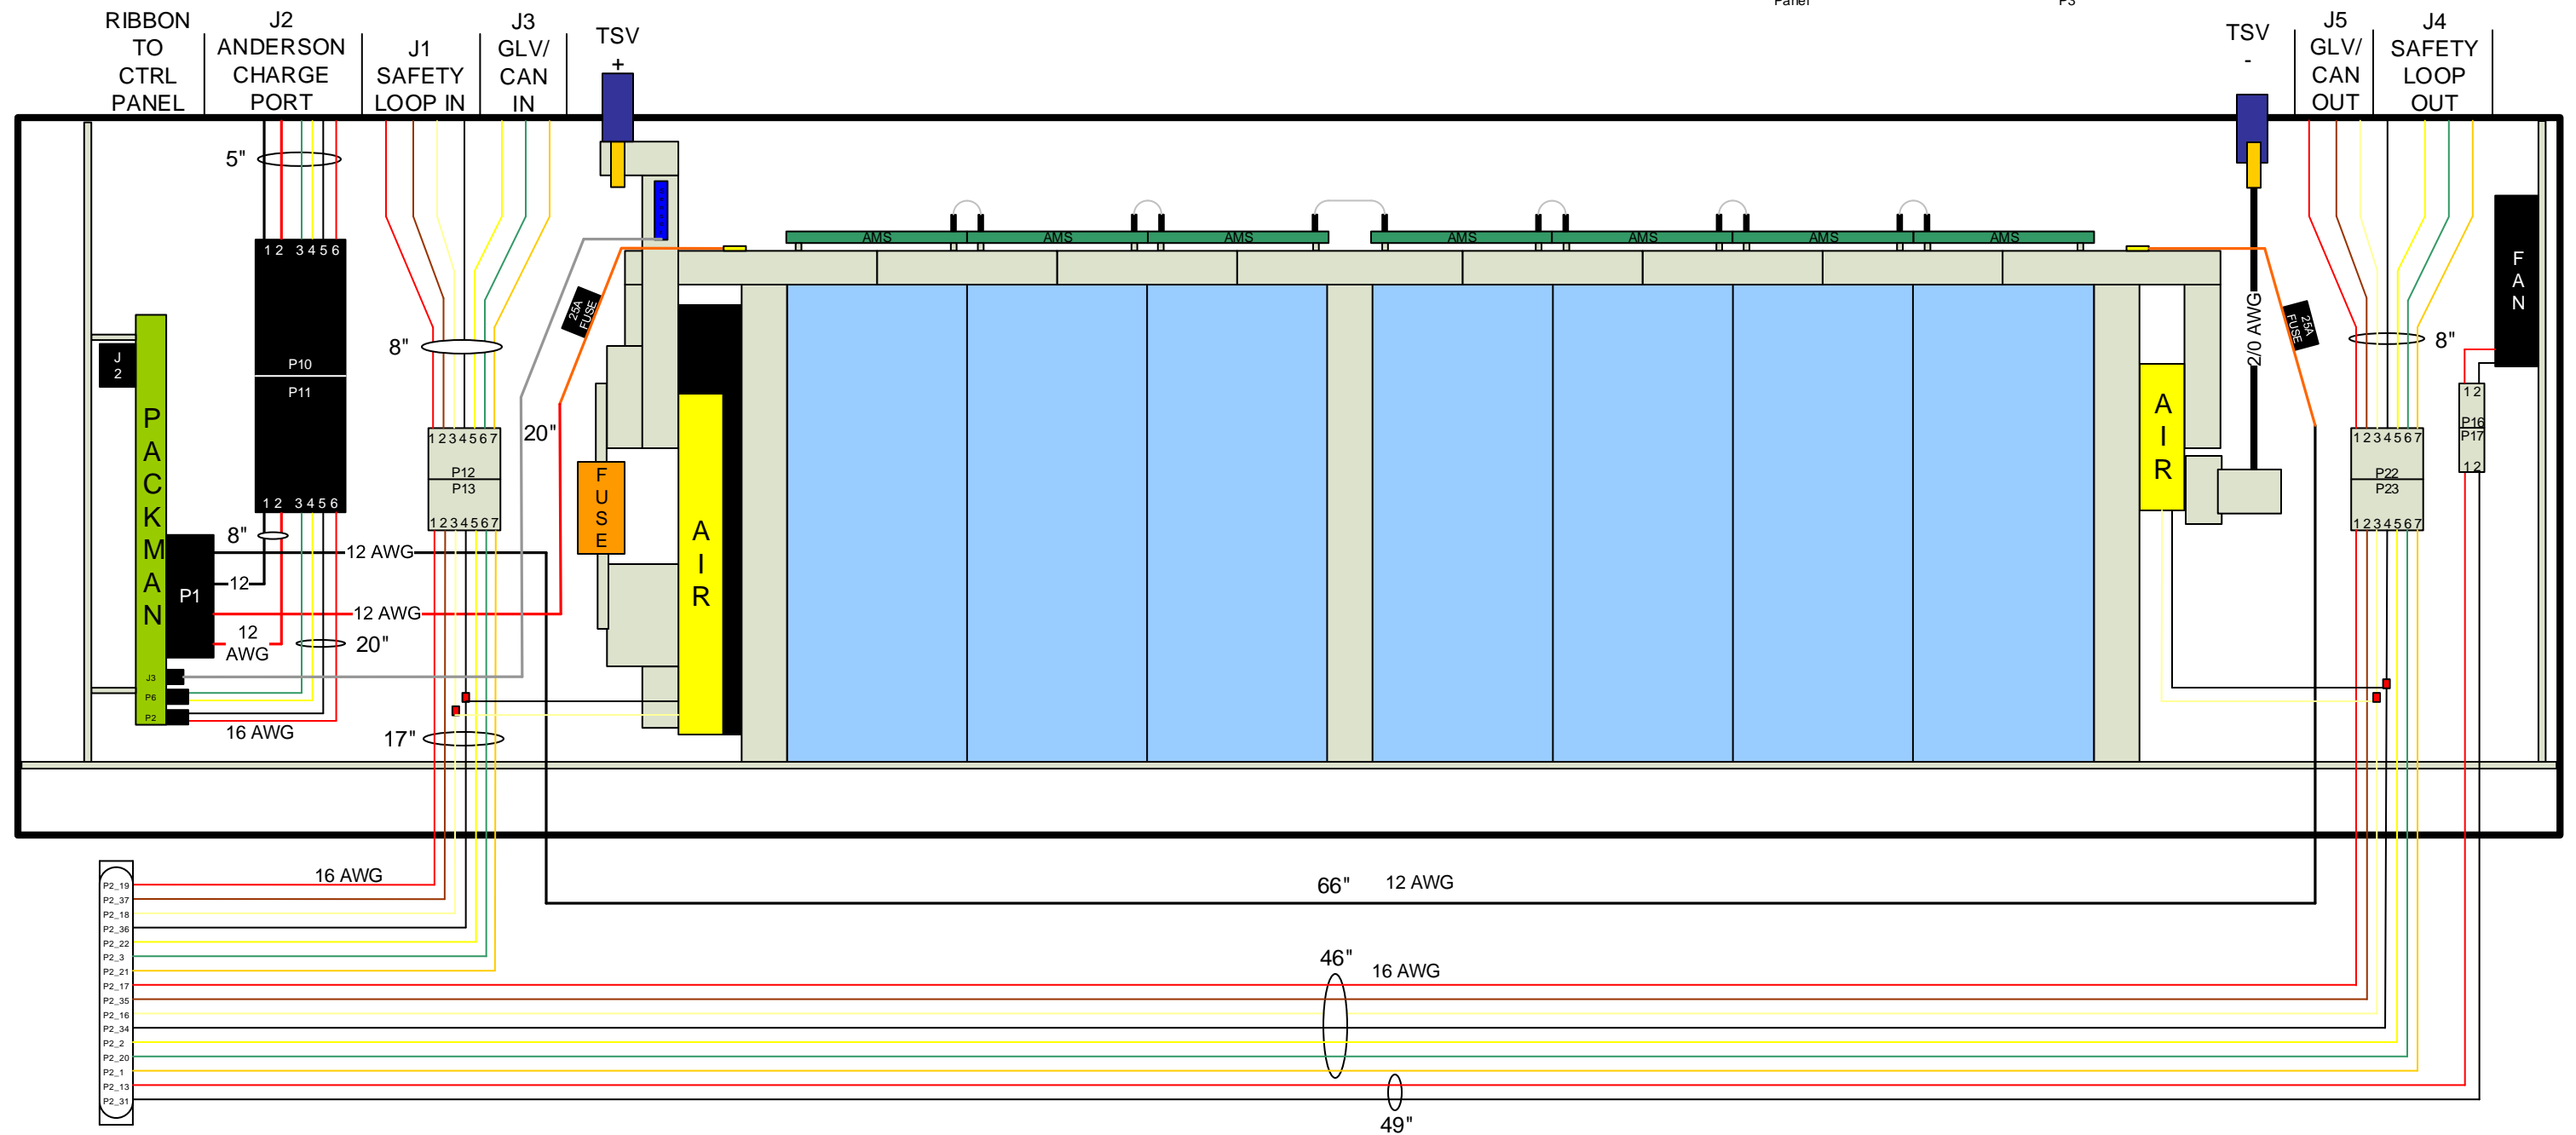 Panel
P3
RIBBON
TO
CTRL
PANEL
J2
ANDERSON
CHARGE
PORT
J1
SAFETY
LOOP IN
J3
GLV/
CAN
IN
TSV
+
TSV
-
J5
GLV/
CAN
OUT
J4
SAFETY
LOOP
OUT
5"
1 2 3 4 5 6
P10
P11
1 2 3 4 5 6
8"
J
2
PACKMAN
P1
J3
P6
P2
12 AWG
12
12 AWG
12
AWG
20"
16 AWG
8"
1 2 3 4 5 6 7
P12
P13
1 2 3 4 5 6 7
17"
20"
25A
FUSE
FUSE
AIR
AMS
AMS
AMS
AMS
AMS
AMS
AMS
AIR
2/0 AWG
25A
FUSE
8"
1 2 3 4 5 6 7
P22
P23
1 2 3 4 5 6 7
FAN
1 2
P16
P17
1 2
16 AWG
66"
12 AWG
46"
16 AWG
49"
P2_19
P2_37
P2_18
P2_36
P2_22
P2_3
P2_21
P2_17
P2_35
P2_16
P2_34
P2_2
P2_20
P2_1
P2_13
P2_31